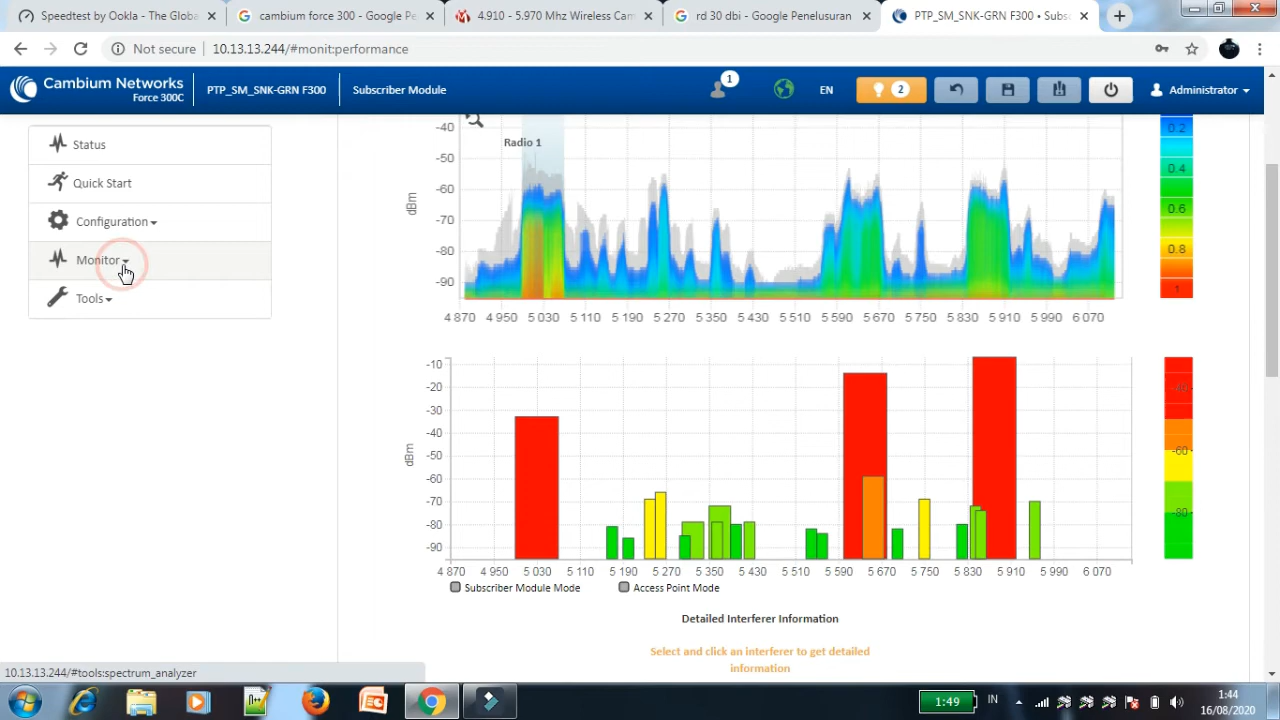 Speedtest by Ookla - The Globa
cambium force 300 - Google Pe
4.910 - 5.970 Mhz Wireless Cam
rd 30 dbi - Google Penelusuran
PTP_SM_SNK-GRN F300 - Subs
Not secure 10.13.13.244/#monit:performance
Cambium Networks
Force 300C
PTP_SM_SNK-GRN F300
Subscriber Module
1
EN
2
Administrator
Status
Quick Start
Configuration
Monitor
Tools
Radio 1
dBm
-40
-50
-60
-70
-80
-90
4 870 4 950 5 030 5 110 5 190 5 270 5 350 5 430 5 510 5 590 5 670 5 750 5 830 5 910 5 990 6 070
0.2
0.4
0.6
0.8
1
dBm
-10
-20
-30
-40
-50
-60
-70
-80
-90
4 870 4 950 5 030 5 110 5 190 5 270 5 350 5 430 5 510 5 590 5 670 5 750 5 830 5 910 5 990 6 070
-40
-60
-80
Subscriber Module Mode Access Point Mode
Detailed Interferer Information
Select and click an interferer to get detailed
information
10.13.13.244/#tools:spectrum_analyzer
1:49
IN
1:44
16/08/2020